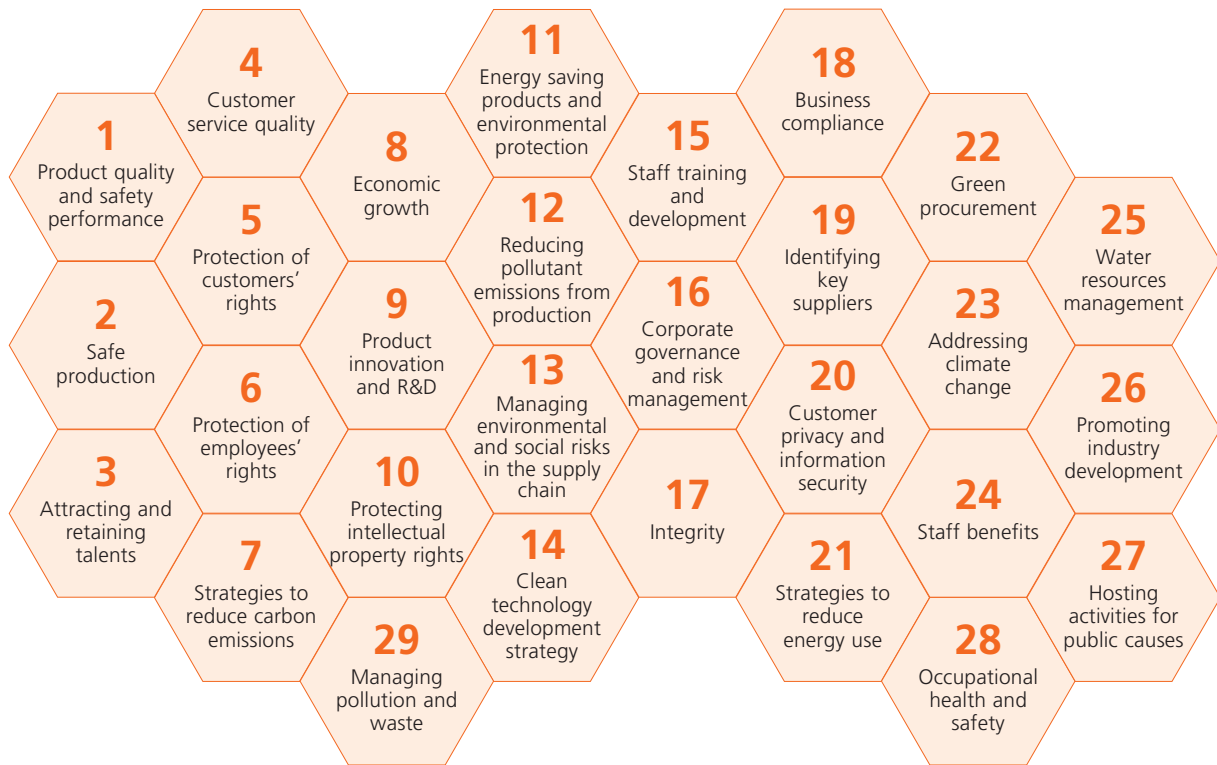 1
Product quality
and safety
performance
2
Safe
production
3
Attracting and
retaining
talents
4
Customer
service quality
5
Protection of
customers’
rights
6
Protection of
employees’
rights
7
Strategies to
reduce carbon
emissions
8
Economic
growth
9
Product
innovation
and R&D
10
Protecting
intellectual
property rights
29
Managing
pollution and
waste
11
Energy saving
products and
environmental
protection
12
Reducing
pollutant
emissions from
production
13
Managing
environmental
and social risks
in the supply
chain
14
Clean
technology
development
strategy
15
Staff training
and
development
16
Corporate
governance
and risk
management
17
Integrity
18
Business
compliance
19
Identifying
key
suppliers
20
Customer
privacy and
information
security
21
Strategies to
reduce
energy use
22
Green
procurement
23
Addressing
climate
change
24
Staff benefits
28
Occupational
health and
safety
25
Water
resources
management
26
Promoting
industry
development
27
Hosting
activities for
public causes